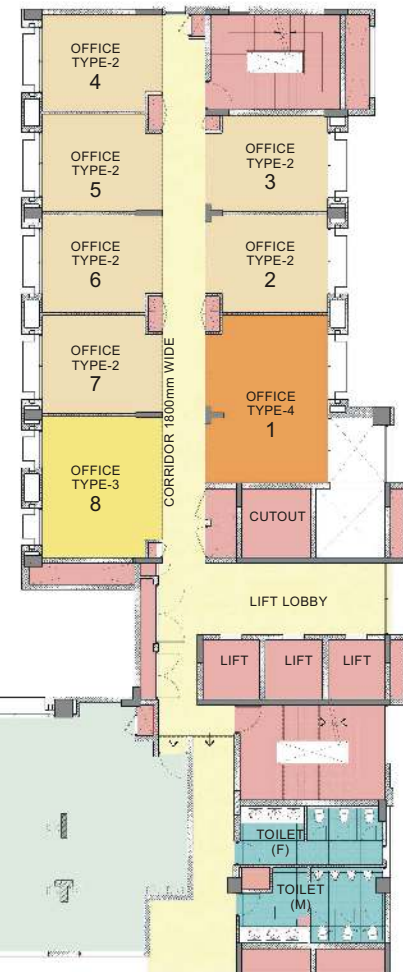 OFFICE
TYPE-2
4
OFFICE
TYPE-2
5
OFFICE
TYPE-2
3
OFFICE
TYPE-2
6
OFFICE
TYPE-2
2
OFFICE
TYPE-2
7
OFFICE
TYPE-4
1
CORRIDOR 1800mm WIDE
OFFICE
TYPE-3
8
CUTOUT
LIFT LOBBY
LIFT
LIFT
LIFT
TOILET
(F)
TOILET
(M)